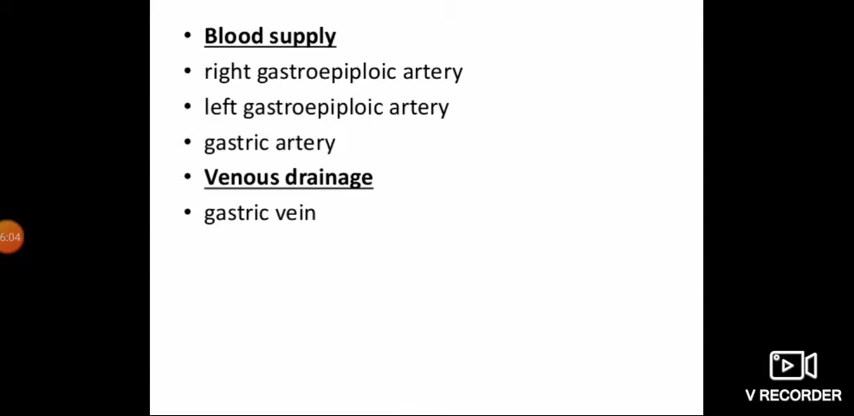 Blood supply
right gastroepiploic artery
left gastroepiploic artery
gastric artery
Venous drainage
gastric vein
6:04
V RECORDER